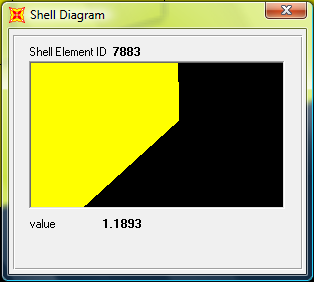 Shell Diagram
Shell Element ID 7883
value 1.1893